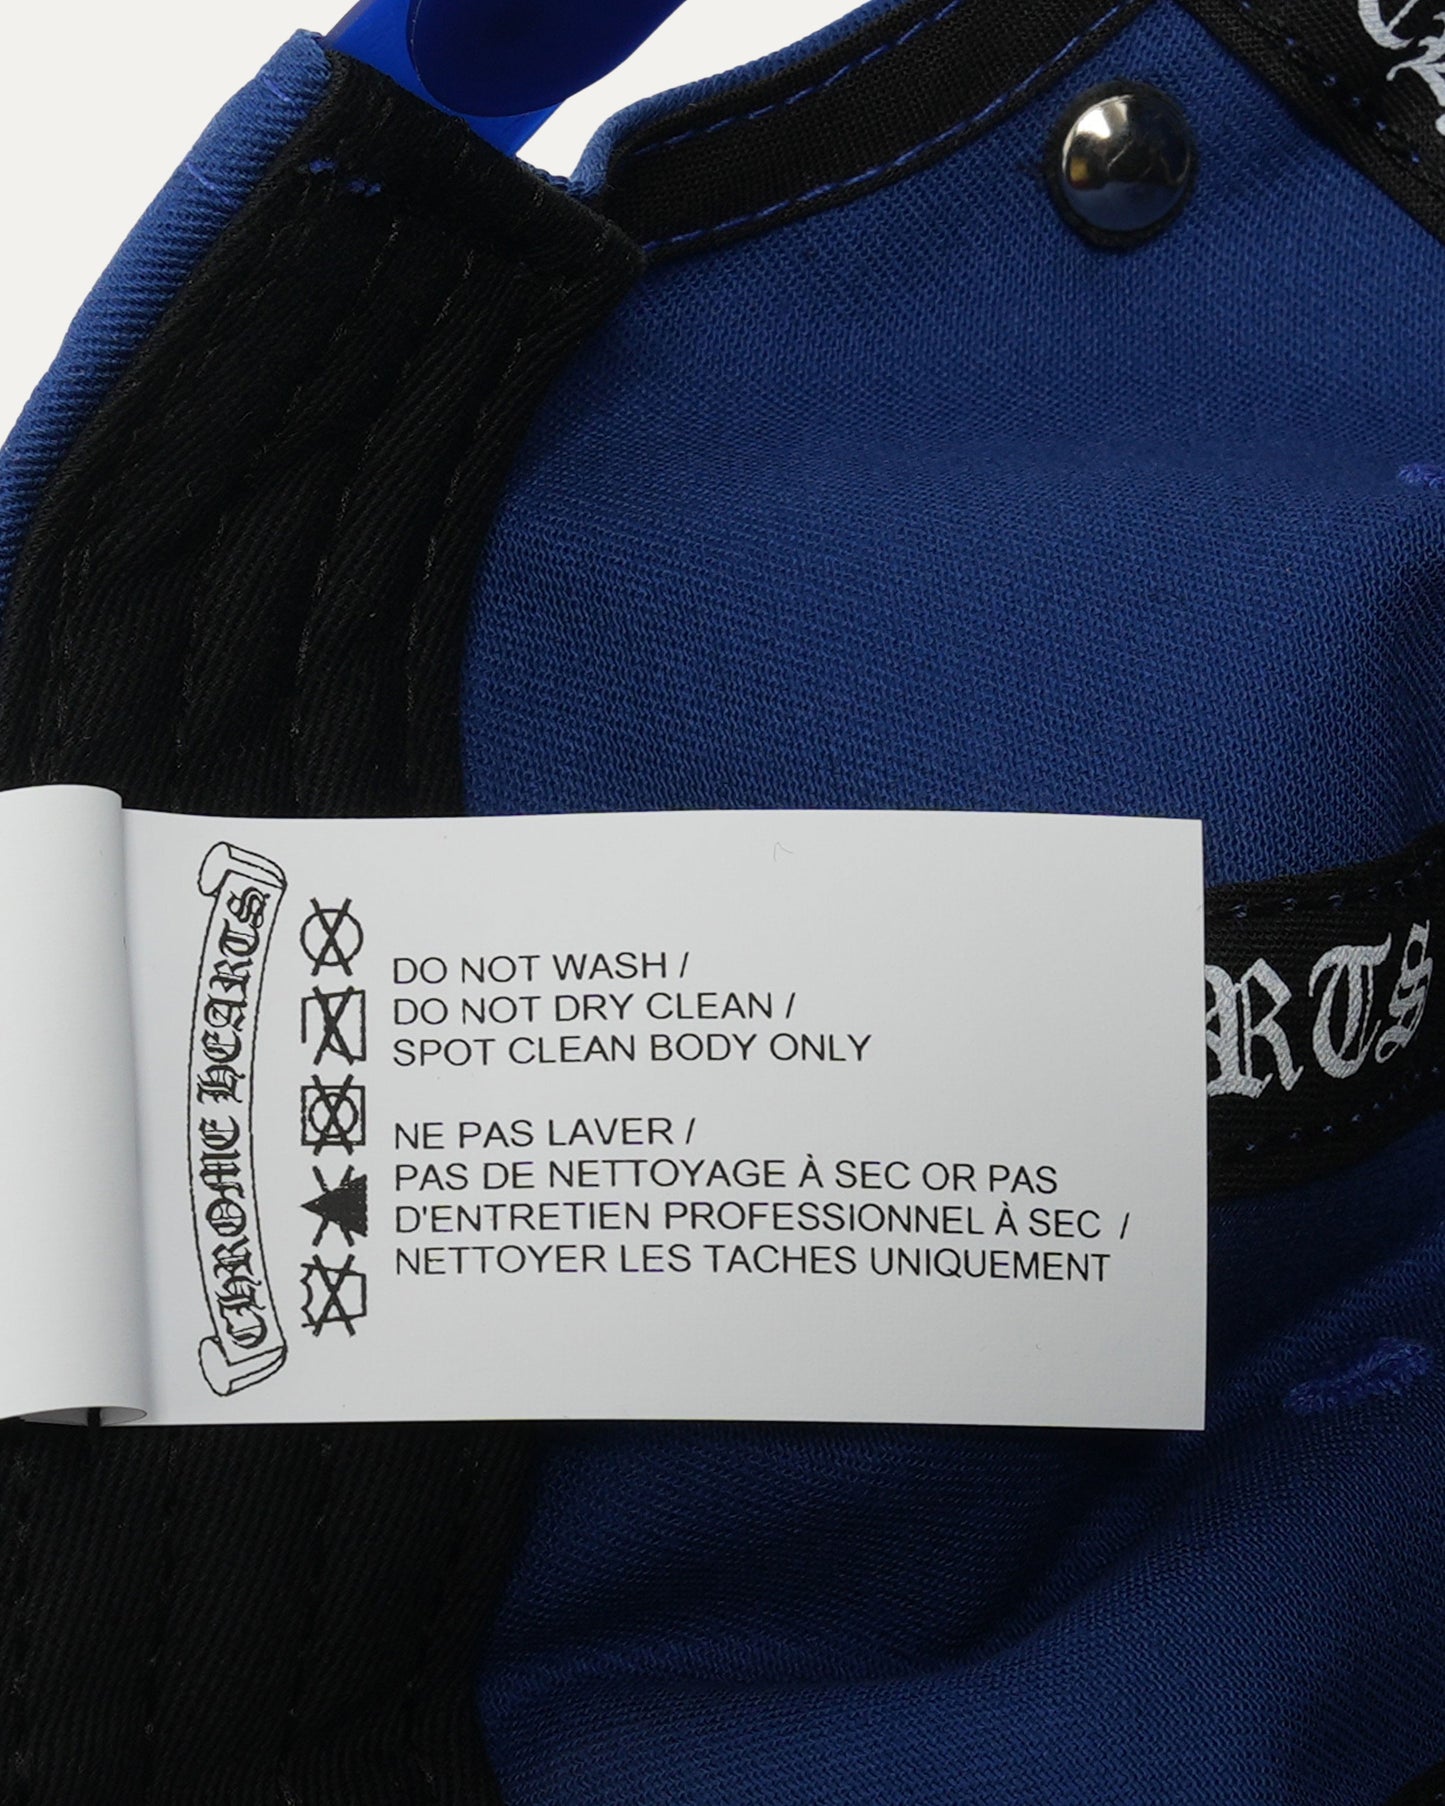 CHROME HEARTS
DO NOT WASH /
DO NOT DRY CLEAN /
SPOT CLEAN BODY ONLY
NE PAS LAVER /
PAS DE NETTOYAGE À SEC OR PAS
D'ENTRETIEN PROFESSIONNEL À SEC /
NETTOYER LES TACHES UNIQUEMENT
RTS